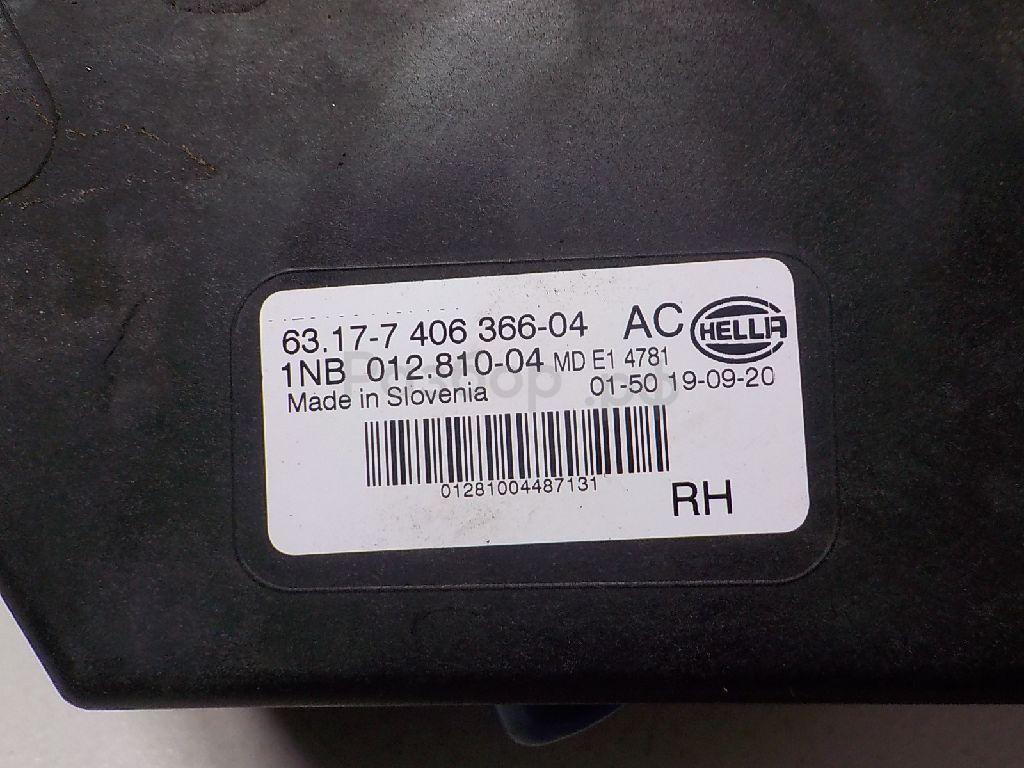 63.17-7 406 366-04 AC HELLA
1NB 012.810-04 MD E1 4781
Made in Slovenia 01-50 19-09-20
01281004487131
RH